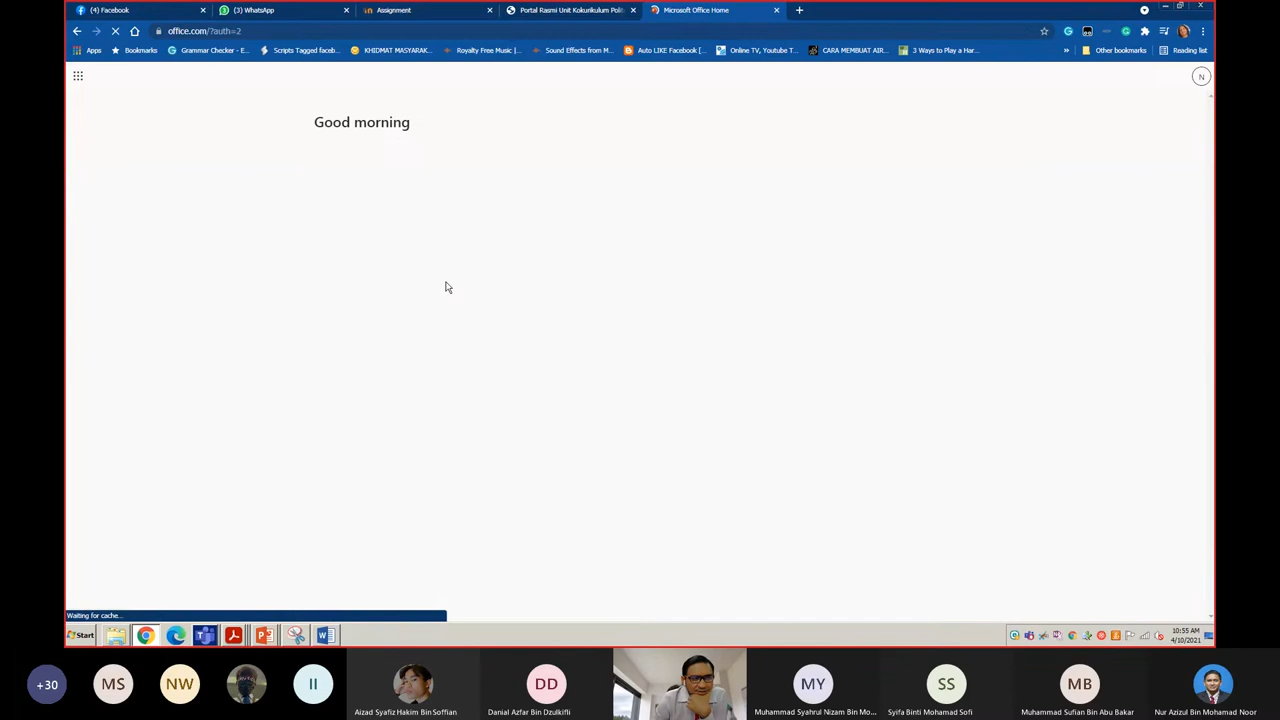 (4) Facebook
(3) WhatsApp
Assignment
Portal Rasmi Unit Kokurikulum Polit
Microsoft Office Home
office.com/?auth=2
Apps
Bookmarks
Grammar Checker - E...
Scripts Tagged faceb...
KHIDMAT MASYARAK...
Royalty Free Music |...
Sound Effects from M...
Auto LIKE Facebook [...
Online TV, Youtube T...
CARA MEMBUAT AIR...
3 Ways to Play a Har...
»
Other bookmarks
Reading list
N
Good morning
Waiting for cache...
Start
10:55 AM
4/10/2021
+30
MS
NW
II
DD
MY
SS
MB
Aizad Syafiz Hakim Bin Soffian
Danial Azfar Bin Dzulkifli
Muhammad Syahrul Nizam Bin Mo...
Syifa Binti Mohamad Sofi
Muhammad Sufian Bin Abu Bakar
Nur Azizul Bin Mohamad Noor